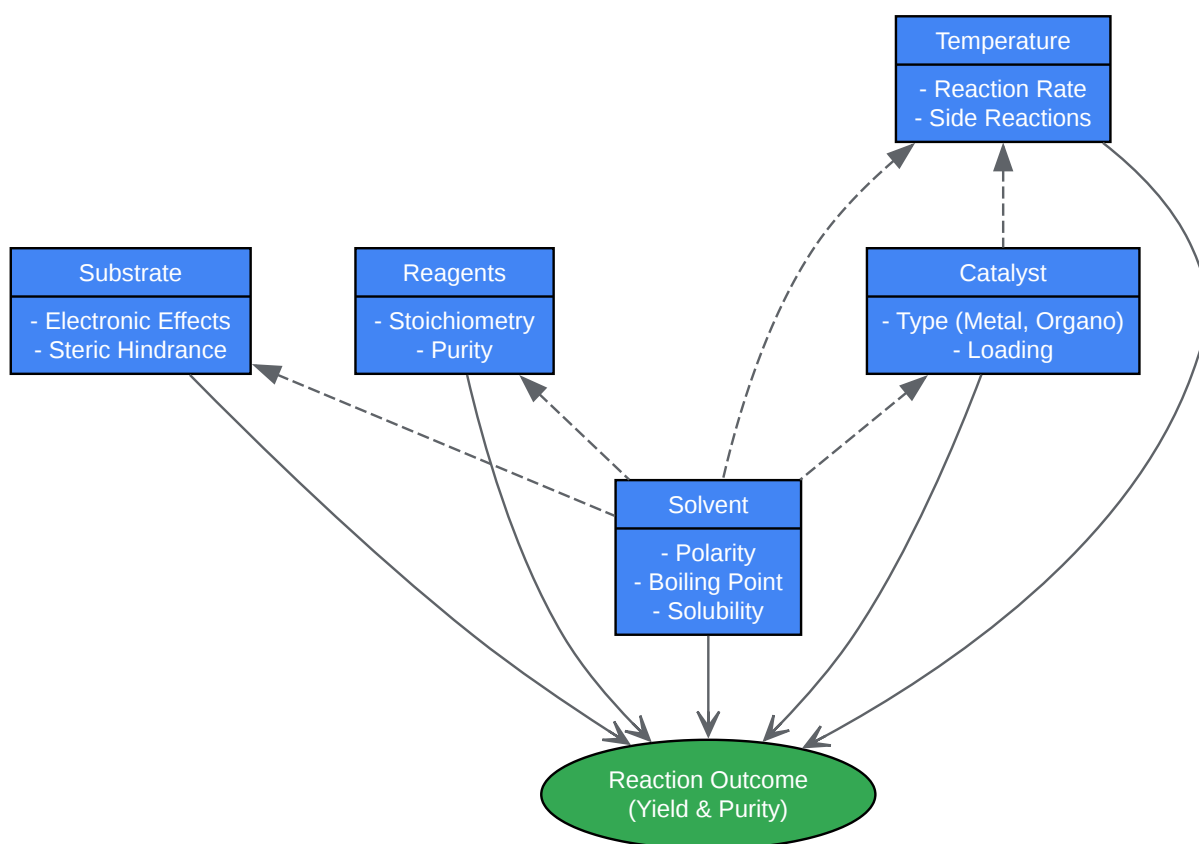 Temperature
- Reaction Rate
- Side Reactions
Substrate
- Electronic Effects
- Steric Hindrance
Reagents
- Stoichiometry
- Purity
Catalyst
- Type (Metal, Organo)
- Loading
Solvent
- Polarity
- Boiling Point
- Solubility
Reaction Outcome
(Yield & Purity)